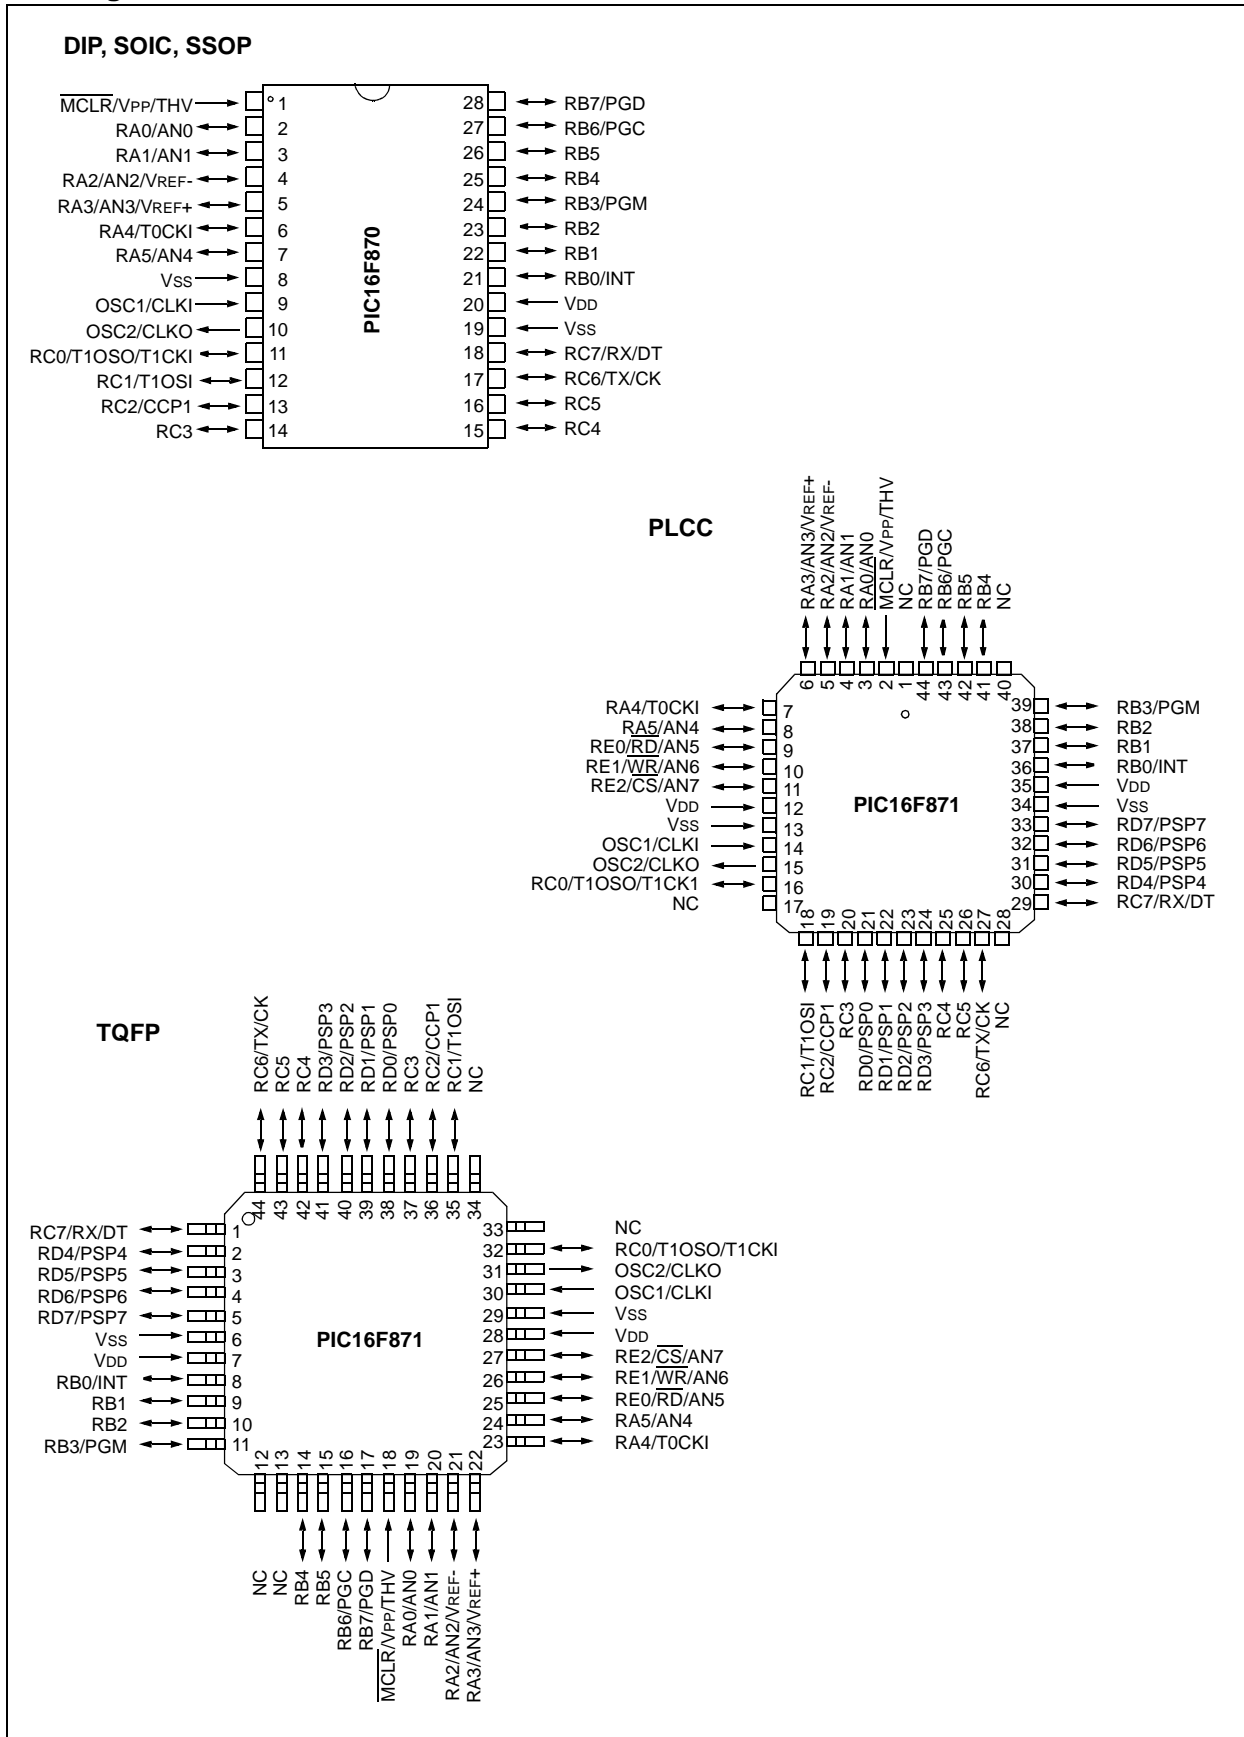 DIP, SOIC, SSOP
MCLR/VPP/THV 1 28 RB7/PGD
RA0/AN0 2 27 RB6/PGC
RA1/AN1 3 26 RB5
RA2/AN2/VREF- 4 25 RB4
RA3/AN3/VREF+ 5 24 RB3/PGM
RA4/T0CKI 6 23 RB2
RA5/AN4 7 22 RB1
VSS 8 21 RB0/INT
OSC1/CLKI 9 20 VDD
OSC2/CLKO 10 19 VSS
RC0/T1OSO/T1CKI 11 18 RC7/RX/DT
RC1/T1OSI 12 17 RC6/TX/CK
RC2/CCP1 13 16 RC5
RC3 14 15 RC4
PIC16F870
PLCC
RA3/AN3/VREF+
RA2/AN2/VREF-
RA1/AN1
RA0/AN0
MCLR/VPP/THV
NC
RB7/PGD
RB6/PGC
RB5
RB4
NC
6 5 4 3 2 1 44 43 42 41 40
RA4/T0CKI 7 39 RB3/PGM
RA5/AN4 8 38 RB2
RE0/RD/AN5 9 37 RB1
RE1/WR/AN6 10 36 RB0/INT
RE2/CS/AN7 11 35 VDD
VDD 12 34 VSS
VSS 13 33 RD7/PSP7
OSC1/CLKI 14 32 RD6/PSP6
OSC2/CLKO 15 31 RD5/PSP5
RC0/T1OSO/T1CK1 16 30 RD4/PSP4
NC 17 29 RC7/RX/DT
PIC16F871
18 19 20 21 22 23 24 25 26 27 28
RC1/T1OSI
RC2/CCP1
RC3
RD0/PSP0
RD1/PSP1
RD2/PSP2
RD3/PSP3
RC4
RC5
RC6/TX/CK
NC
TQFP
RC6/TX/CK
RC5
RC4
RD3/PSP3
RD2/PSP2
RD1/PSP1
RD0/PSP0
RC3
RC2/CCP1
RC1/T1OSI
NC
44 43 42 41 40 39 38 37 36 35 34
RC7/RX/DT 1 33 NC
RD4/PSP4 2 32 RC0/T1OSO/T1CKI
RD5/PSP5 3 31 OSC2/CLKO
RD6/PSP6 4 30 OSC1/CLKI
RD7/PSP7 5 29 VSS
VSS 6 28 VDD
VDD 7 27 RE2/CS/AN7
RB0/INT 8 26 RE1/WR/AN6
RB1 9 25 RE0/RD/AN5
RB2 10 24 RA5/AN4
RB3/PGM 11 23 RA4/T0CKI
PIC16F871
12 13 14 15 16 17 18 19 20 21 22
NC
NC
RB4
RB5
RB6/PGC
RB7/PGD
MCLR/VPP/THV
RA0/AN0
RA1/AN1
RA2/AN2/VREF-
RA3/AN3/VREF+